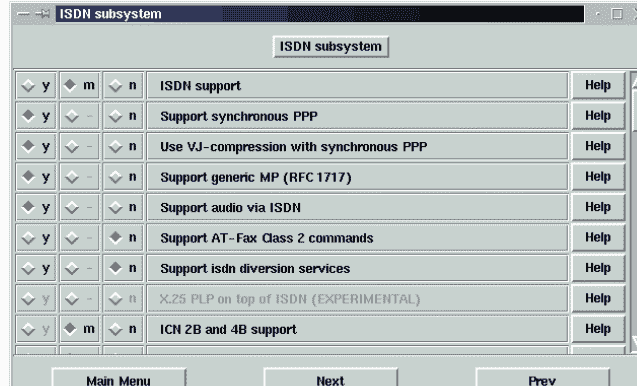 ISDN subsystem
ISDN subsystem
y m n ISDN support Help
y - n Support synchronous PPP Help
y - n Use VJ-compression with synchronous PPP Help
y - n Support generic MP (RFC 1717) Help
y - n Support audio via ISDN Help
y - n Support AT-Fax Class 2 commands Help
y - n Support isdn diversion services Help
y - n X.25 PLP on top of ISDN (EXPERIMENTAL) Help
y m n ICN 2B and 4B support Help
Main Menu Next Prev